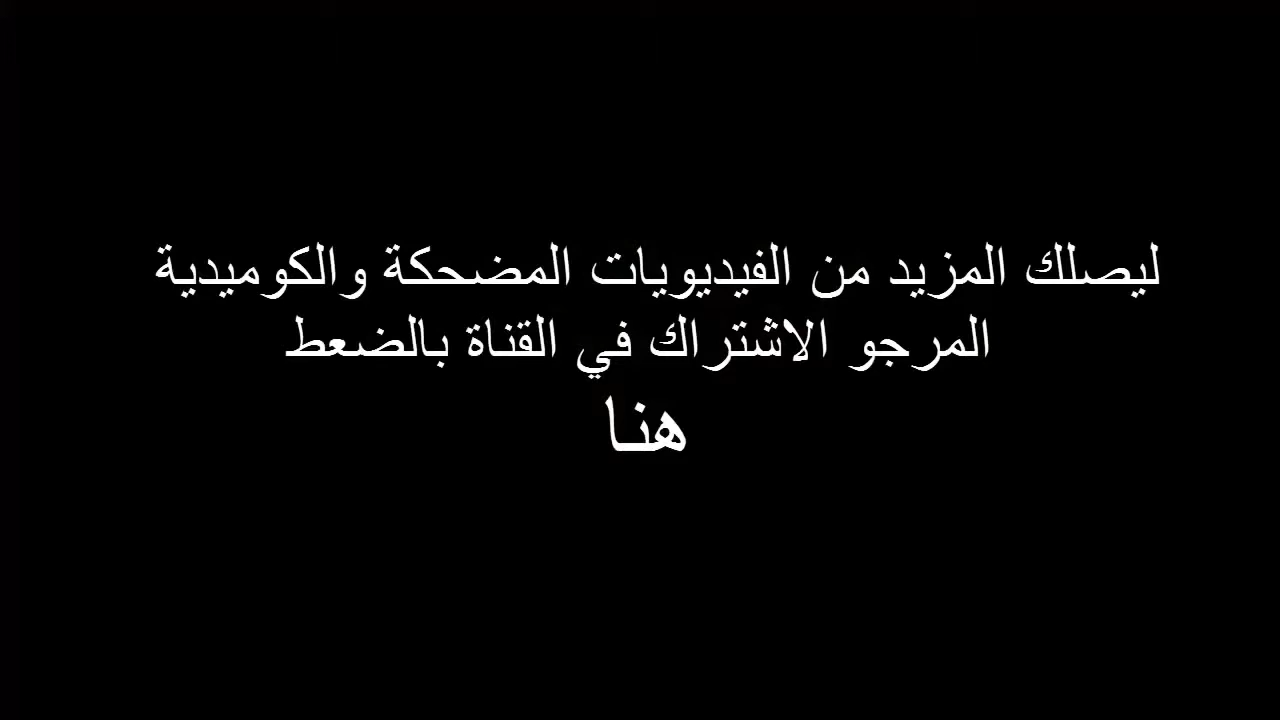 ليصلك المزيد من الفيديويات المضحكة والكوميدية
المرجو الاشتراك في القناة بالضعط
هنا